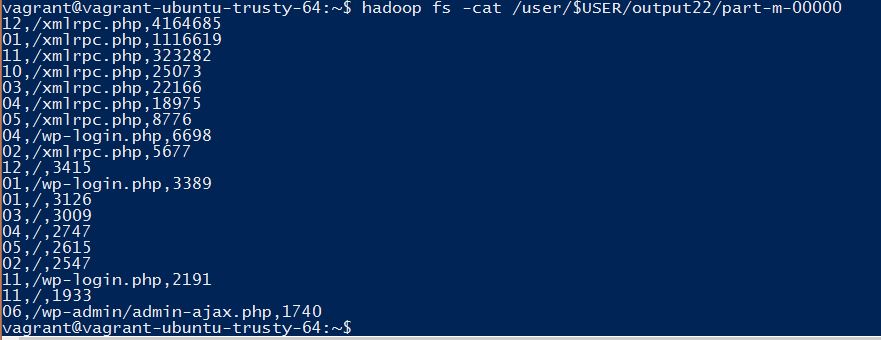 vagrant@vagrant-ubuntu-trusty-64:~$ hadoop fs -cat /user/$USER/output22/part-m-00000
12,/xmlrpc.php,4164685
01,/xmlrpc.php,1116619
11,/xmlrpc.php,323282
10,/xmlrpc.php,25073
03,/xmlrpc.php,22166
04,/xmlrpc.php,18975
05,/xmlrpc.php,8776
04,/wp-login.php,6698
02,/xmlrpc.php,5677
12,/,3415
01,/wp-login.php,3389
01,/,3126
03,/,3009
04,/,2747
05,/,2615
02,/,2547
11,/wp-login.php,2191
11,/,1933
06,/wp-admin/admin-ajax.php,1740
vagrant@vagrant-ubuntu-trusty-64:~$